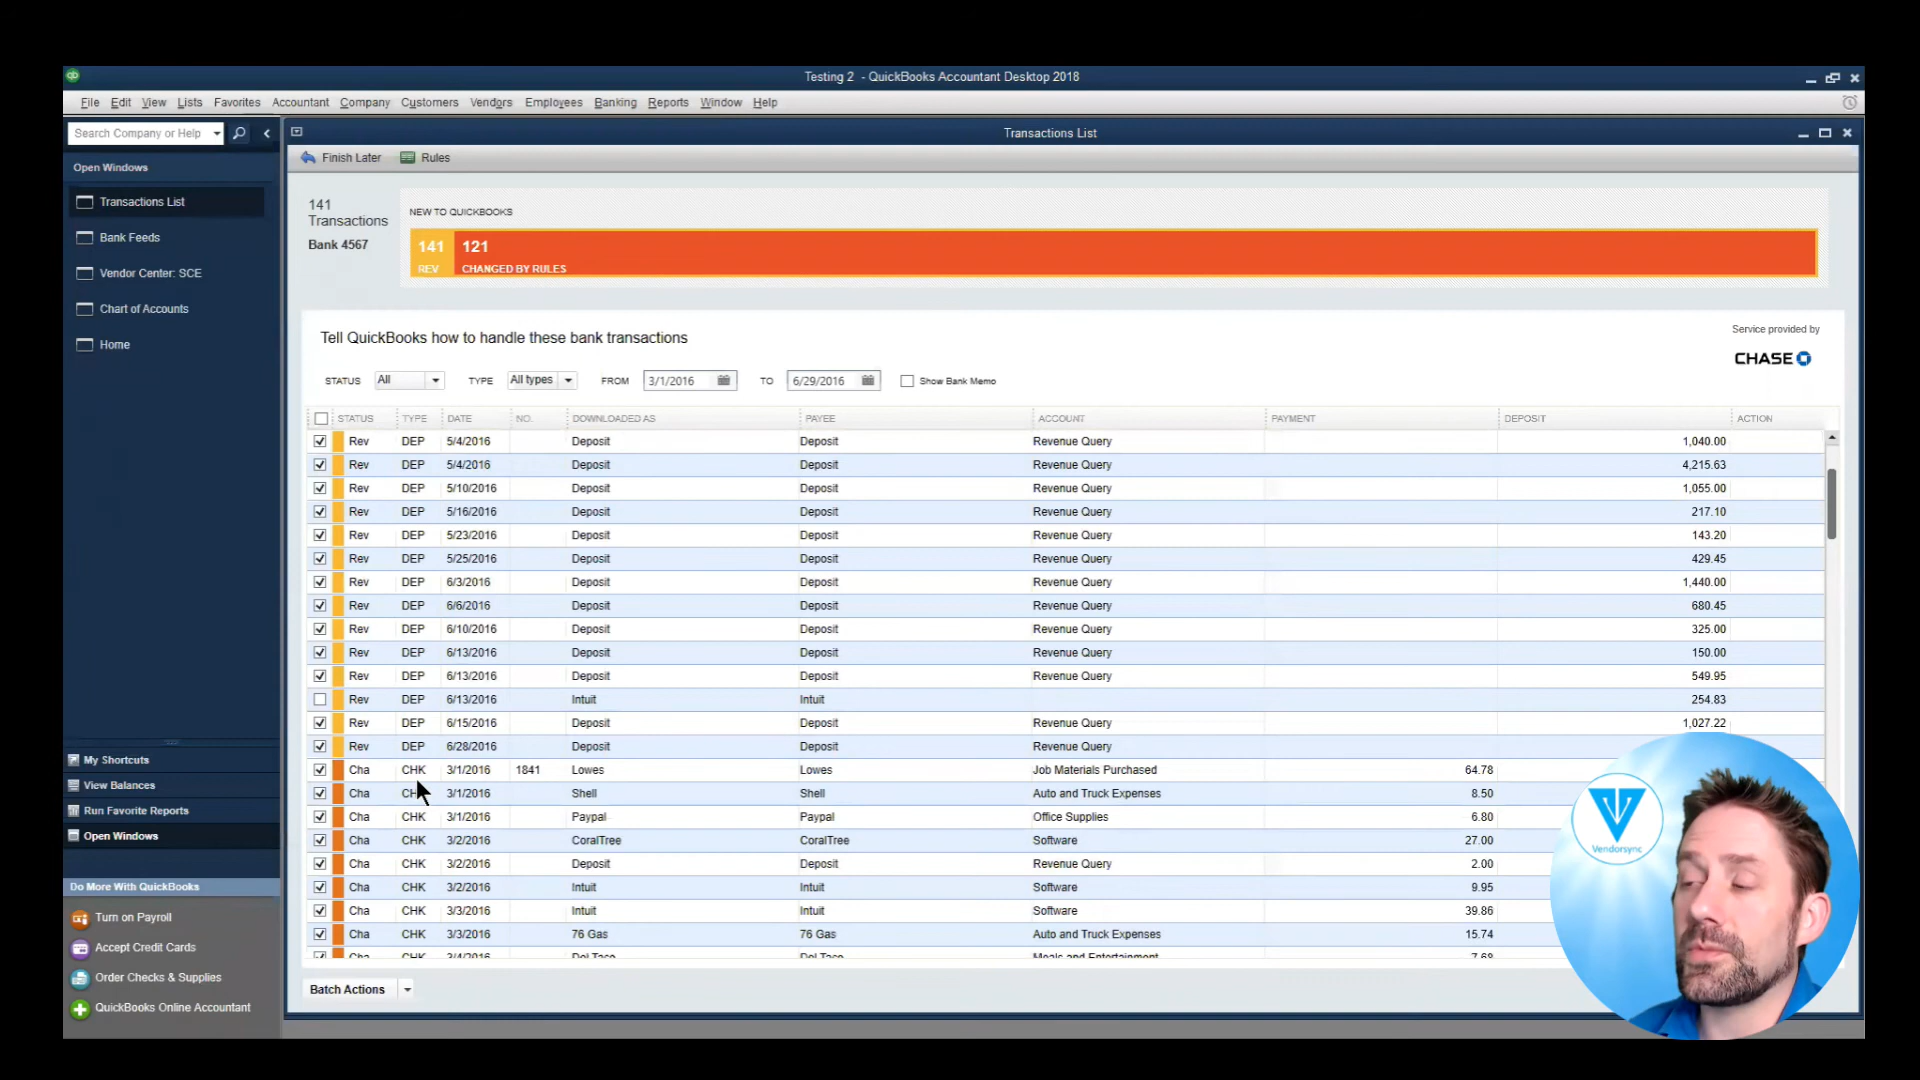 Testing 2 - QuickBooks Accountant Desktop 2018
File Edit View Lists Favorites Accountant Company Customers Vendors Employees Banking Reports Window Help
Search Company or Help
Transactions List
Finish Later Rules
Open Windows
Transactions List
Bank Feeds
Vendor Center: SCE
Chart of Accounts
Home
My Shortcuts
View Balances
Run Favorite Reports
Open Windows
Do More With QuickBooks
Turn on Payroll
Accept Credit Cards
Order Checks & Supplies
QuickBooks Online Accountant
141
Transactions
Bank 4567
NEW TO QUICKBOOKS
141 121
REV CHANGED BY RULES
Tell QuickBooks how to handle these bank transactions
Service provided by
CHASE
STATUS All TYPE All types FROM 3/1/2016 TO 6/29/2016 Show Bank Memo
STATUS TYPE DATE NO. DOWNLOADED AS PAYEE ACCOUNT PAYMENT DEPOSIT ACTION
Rev DEP 5/4/2016 Deposit Deposit Revenue Query 1,040.00
Rev DEP 5/4/2016 Deposit Deposit Revenue Query 4,215.63
Rev DEP 5/10/2016 Deposit Deposit Revenue Query 1,055.00
Rev DEP 5/16/2016 Deposit Deposit Revenue Query 217.10
Rev DEP 5/23/2016 Deposit Deposit Revenue Query 143.20
Rev DEP 5/25/2016 Deposit Deposit Revenue Query 429.45
Rev DEP 6/3/2016 Deposit Deposit Revenue Query 1,440.00
Rev DEP 6/6/2016 Deposit Deposit Revenue Query 680.45
Rev DEP 6/10/2016 Deposit Deposit Revenue Query 325.00
Rev DEP 6/13/2016 Deposit Deposit Revenue Query 150.00
Rev DEP 6/13/2016 Deposit Deposit Revenue Query 549.95
Rev DEP 6/13/2016 Intuit Intuit 254.83
Rev DEP 6/15/2016 Deposit Deposit Revenue Query 1,027.22
Rev DEP 6/28/2016 Deposit Deposit Revenue Query
Cha CHK 3/1/2016 1841 Lowes Lowes Job Materials Purchased 64.78
Cha CHK 3/1/2016 Shell Shell Auto and Truck Expenses 8.50
Cha CHK 3/1/2016 Paypal Paypal Office Supplies 6.80
Cha CHK 3/2/2016 CoralTree CoralTree Software 27.00
Cha CHK 3/2/2016 Deposit Deposit Revenue Query 2.00
Cha CHK 3/2/2016 Intuit Intuit Software 9.95
Cha CHK 3/3/2016 Intuit Intuit Software 39.86
Cha CHK 3/3/2016 76 Gas 76 Gas Auto and Truck Expenses 15.74
Cha CHK 3/4/2016 Del Taco Del Taco Meals and Entertainment 7.68
Batch Actions
Vendorsync